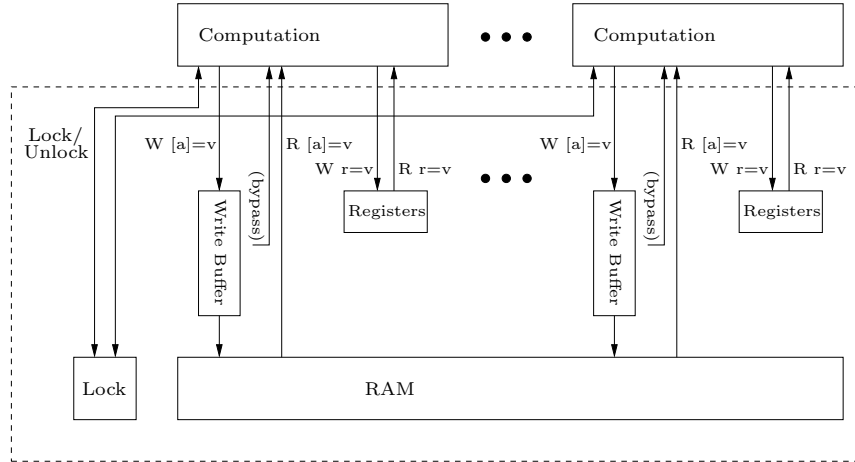 Computation
Computation
Lock/
Unlock
W [a]=v
R [a]=v
W r=v
R r=v
W [a]=v
R [a]=v
W r=v
R r=v
(bypass)
(bypass)
Write Buffer
Registers
Write Buffer
Registers
Lock
RAM